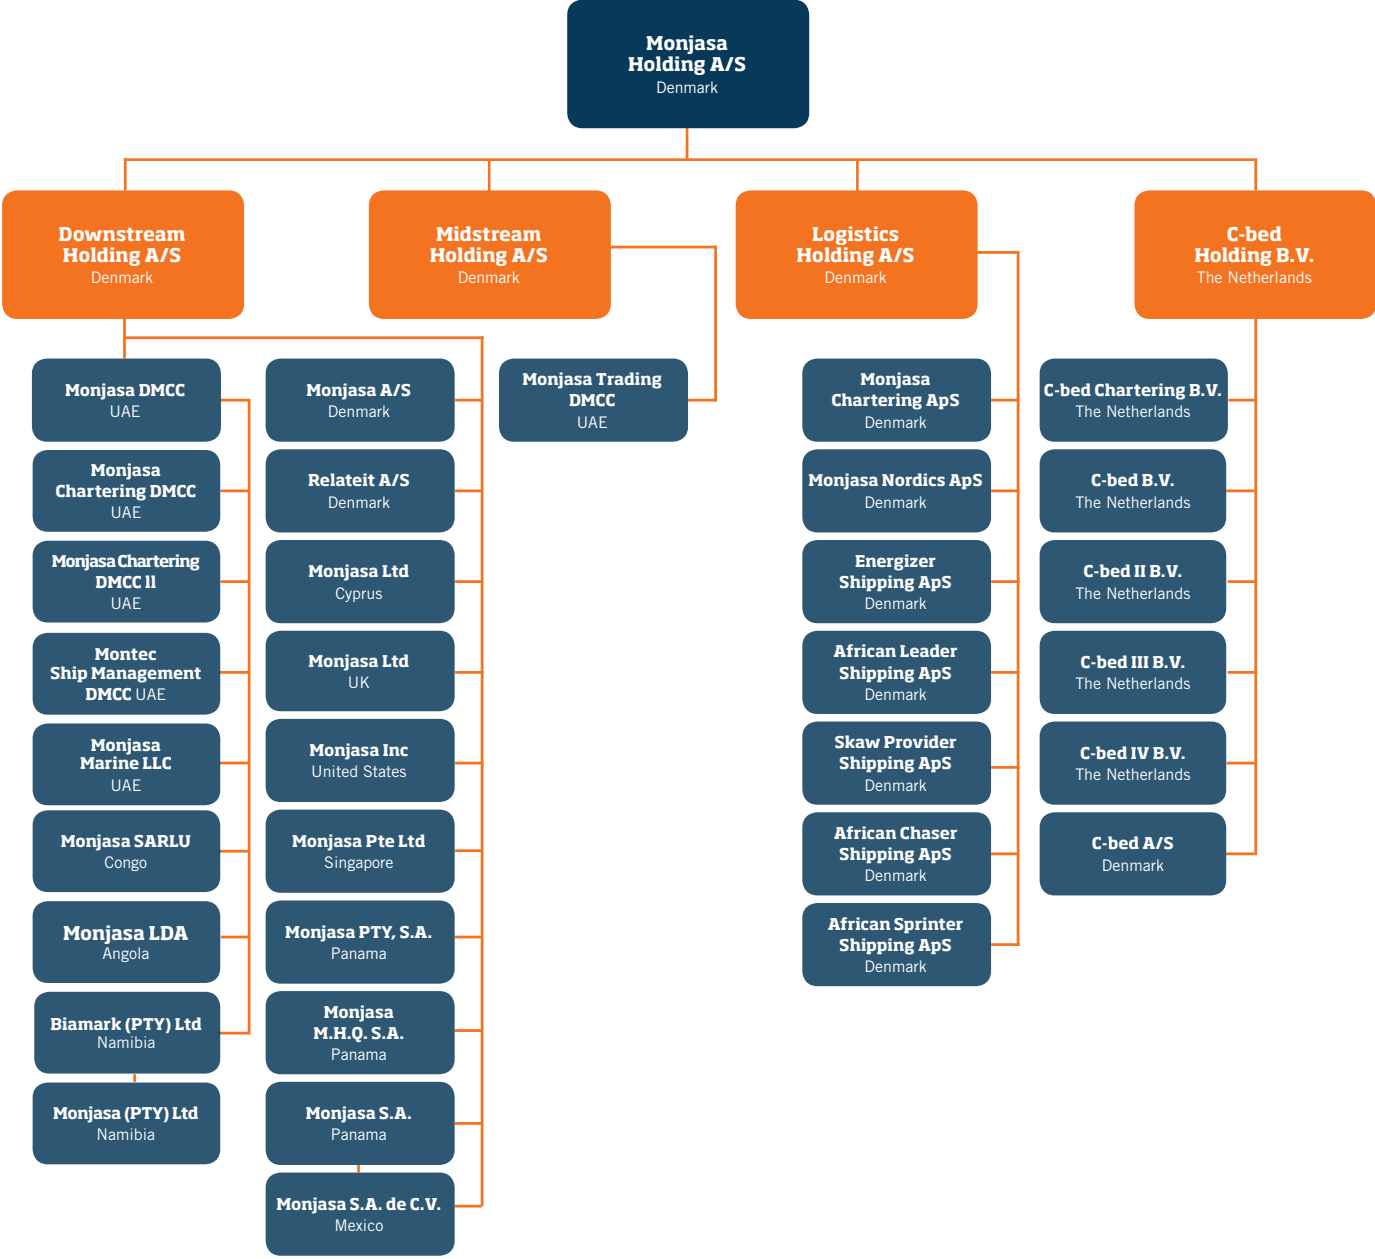 Monjasa
Holding A/S
Denmark
Downstream
Holding A/S
Denmark
Midstream
Holding A/S
Denmark
Logistics
Holding A/S
Denmark
C-bed
Holding B.V.
The Netherlands
Monjasa DMCC
UAE
Monjasa
Chartering DMCC
UAE
Monjasa Chartering
DMCC ll
UAE
Montec
Ship Management
DMCC UAE
Monjasa
Marine LLC
UAE
Monjasa SARLU
Congo
Monjasa LDA
Angola
Biamark (PTY) Ltd
Namibia
Monjasa (PTY) Ltd
Namibia
Monjasa A/S
Denmark
Relateit A/S
Denmark
Monjasa Ltd
Cyprus
Monjasa Ltd
UK
Monjasa Inc
United States
Monjasa Pte Ltd
Singapore
Monjasa PTY, S.A.
Panama
Monjasa
M.H.Q. S.A.
Panama
Monjasa S.A.
Panama
Monjasa S.A. de C.V.
Mexico
Monjasa Trading
DMCC
UAE
Monjasa
Chartering ApS
Denmark
Monjasa Nordics ApS
Denmark
Energizer
Shipping ApS
Denmark
African Leader
Shipping ApS
Denmark
Skaw Provider
Shipping ApS
Denmark
African Chaser
Shipping ApS
Denmark
African Sprinter
Shipping ApS
Denmark
C-bed Chartering B.V.
The Netherlands
C-bed B.V.
The Netherlands
C-bed II B.V.
The Netherlands
C-bed III B.V.
The Netherlands
C-bed IV B.V.
The Netherlands
C-bed A/S
Denmark